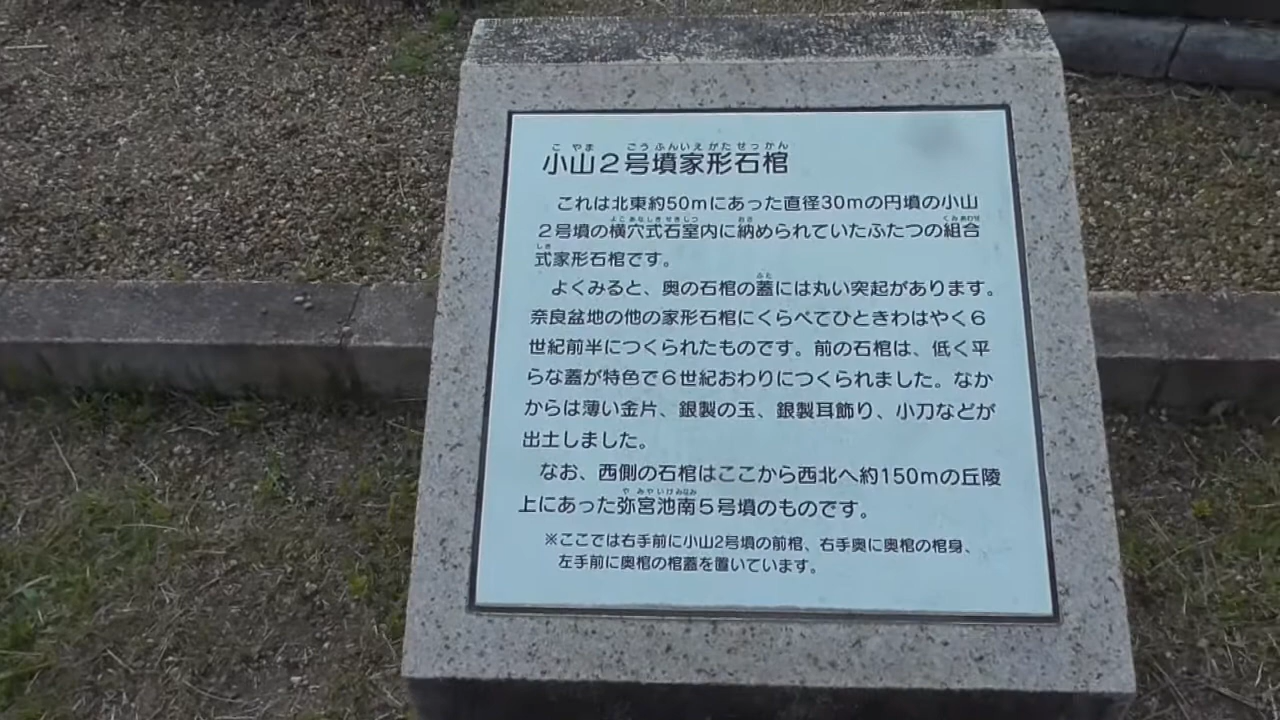 小山２号墳家形石棺
これは北東約50mにあった直径30mの円墳の小山
２号墳の横穴式石室内に納められていたふたつの組合
式家形石棺です。
よくみると、奥の石棺の蓋には丸い突起があります。
奈良盆地の他の家形石棺にくらべてひときわはやく６
世紀前半につくられたものです。前の石棺は、低く平
らな蓋が特色で６世紀おわりにつくられました。なか
からは薄い金片、銀製の玉、銀製耳飾り、小刀などが
出土しました。
なお、西側の石棺はここから西北へ約150mの丘陵
上にあった弥宮池南５号墳のものです。
※ここでは右手前に小山2号墳の前棺、右手奥に奥棺の棺身、
左手前に奥棺の棺蓋を置いています。